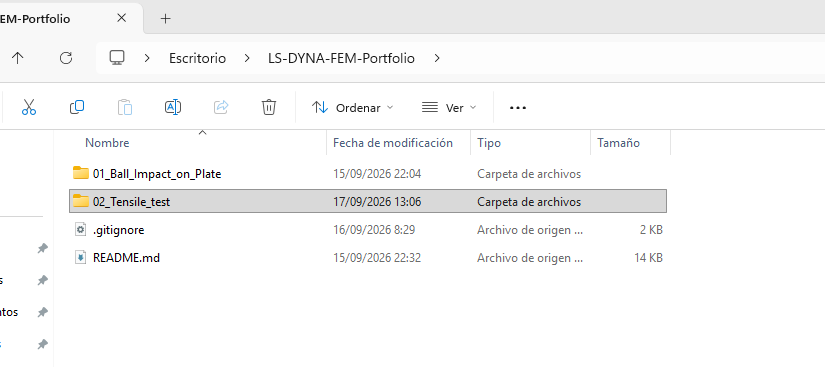 EM-Portfolio
Escritorio LS-DYNA-FEM-Portfolio
Ordenar Ver
Nombre Fecha de modificación Tipo Tamaño
01_Ball_Impact_on_Plate 15/09/2026 22:04 Carpeta de archivos
02_Tensile_test 17/09/2026 13:06 Carpeta de archivos
.gitignore 16/09/2026 8:29 Archivo de origen ... 2 KB
README.md 15/09/2026 22:32 Archivo de origen ... 14 KB
s
tos